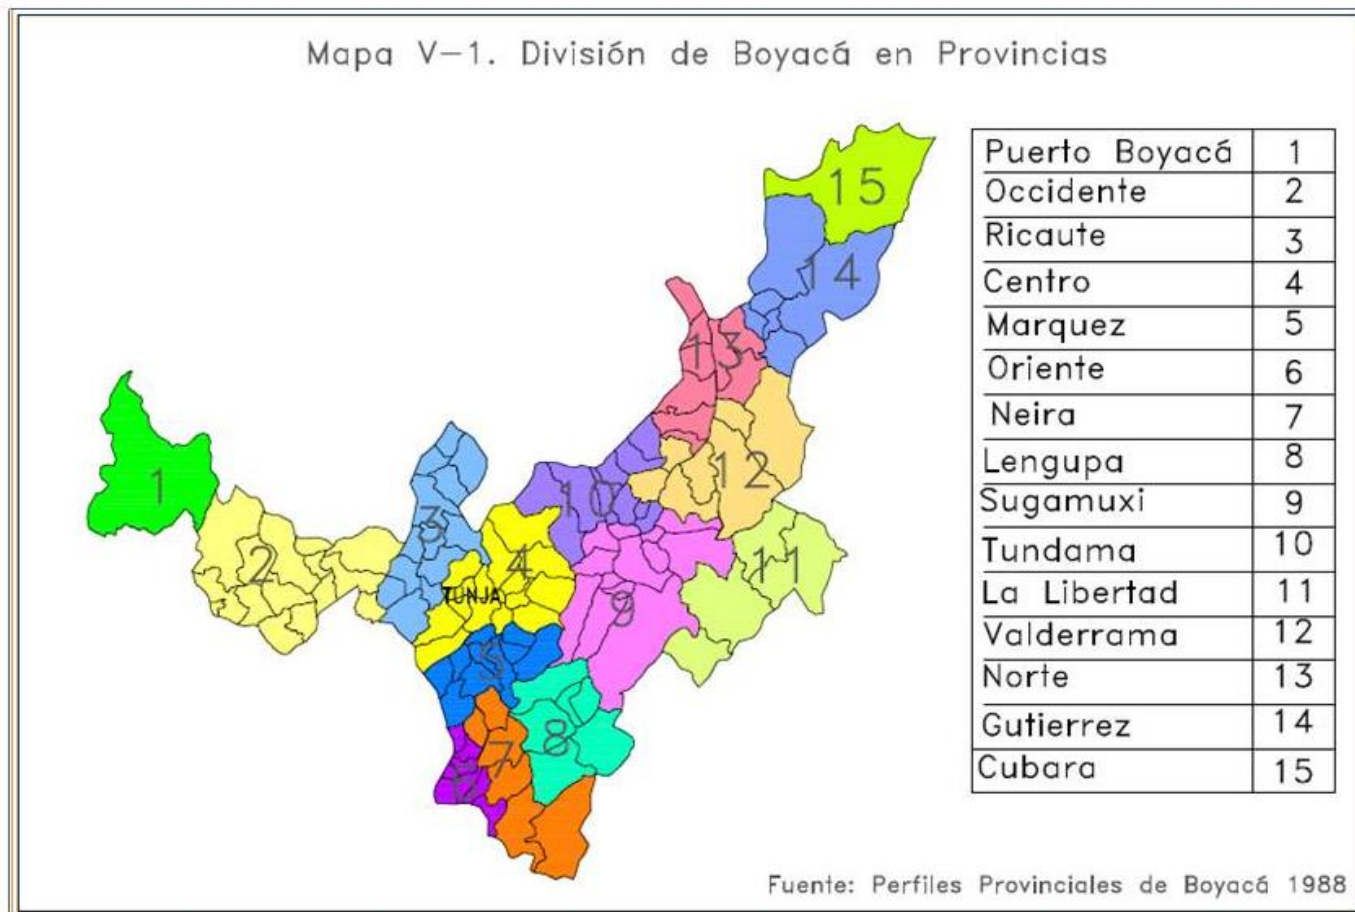 Mapa V-1. División de Boyacá en Provincias
Puerto Boyacá 1
Occidente 2
Ricaute 3
Centro 4
Marquez 5
Oriente 6
Neira 7
Lengupa 8
Sugamuxi 9
Tundama 10
La Libertad 11
Valderrama 12
Norte 13
Gutierrez 14
Cubara 15
15
14
13
12
1
10
3
2
4
11
TUNJA
9
5
8
7
Fuente: Perfiles Provinciales de Boyacá 1988